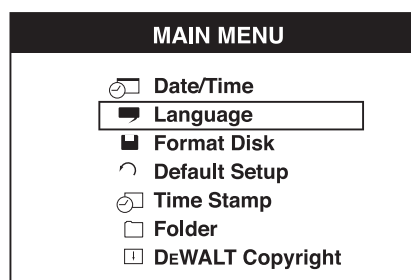 MAIN MENU
Date/Time
Language
Format Disk
Default Setup
Time Stamp
Folder
DEWALT Copyright